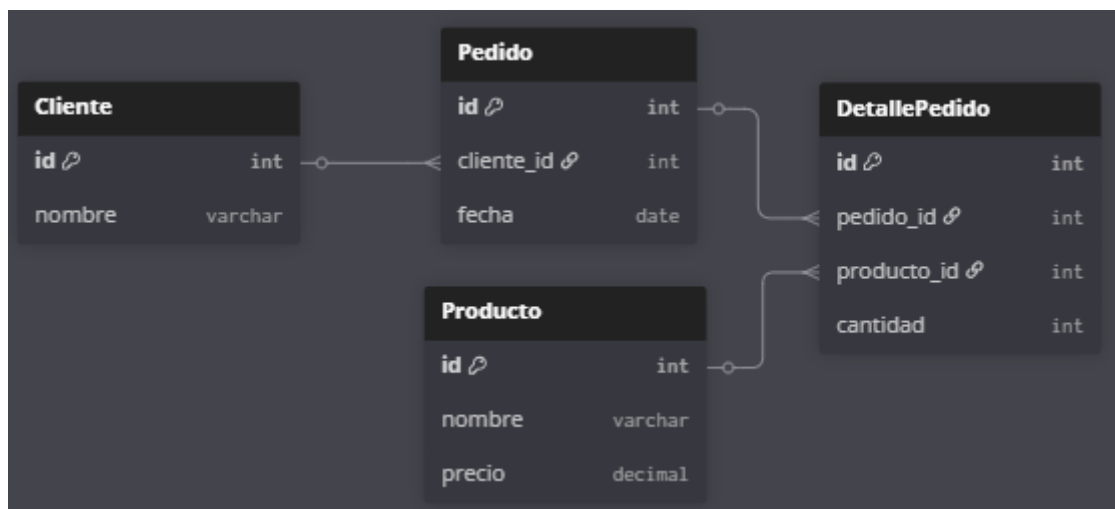 Cliente
id int
nombre varchar
Pedido
id int
cliente_id int
fecha date
Producto
id int
nombre varchar
precio decimal
DetallePedido
id int
pedido_id int
producto_id int
cantidad int